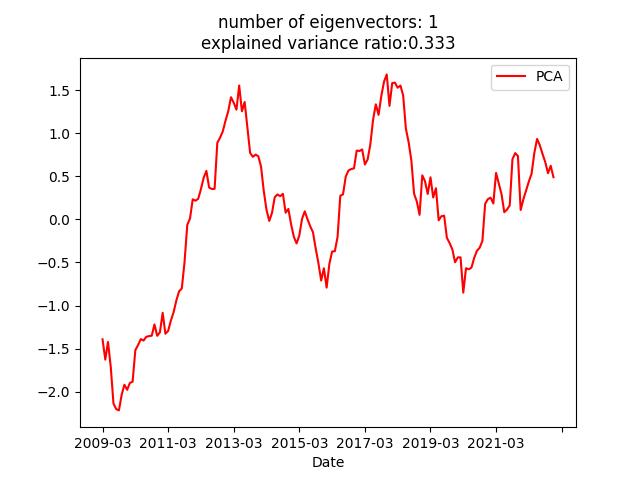 number of eigenvectors: 1
explained variance ratio:0.333
PCA
1.5
1.0
0.5
0.0
−0.5
−1.0
−1.5
−2.0
2009-03 2011-03 2013-03 2015-03 2017-03 2019-03 2021-03
Date